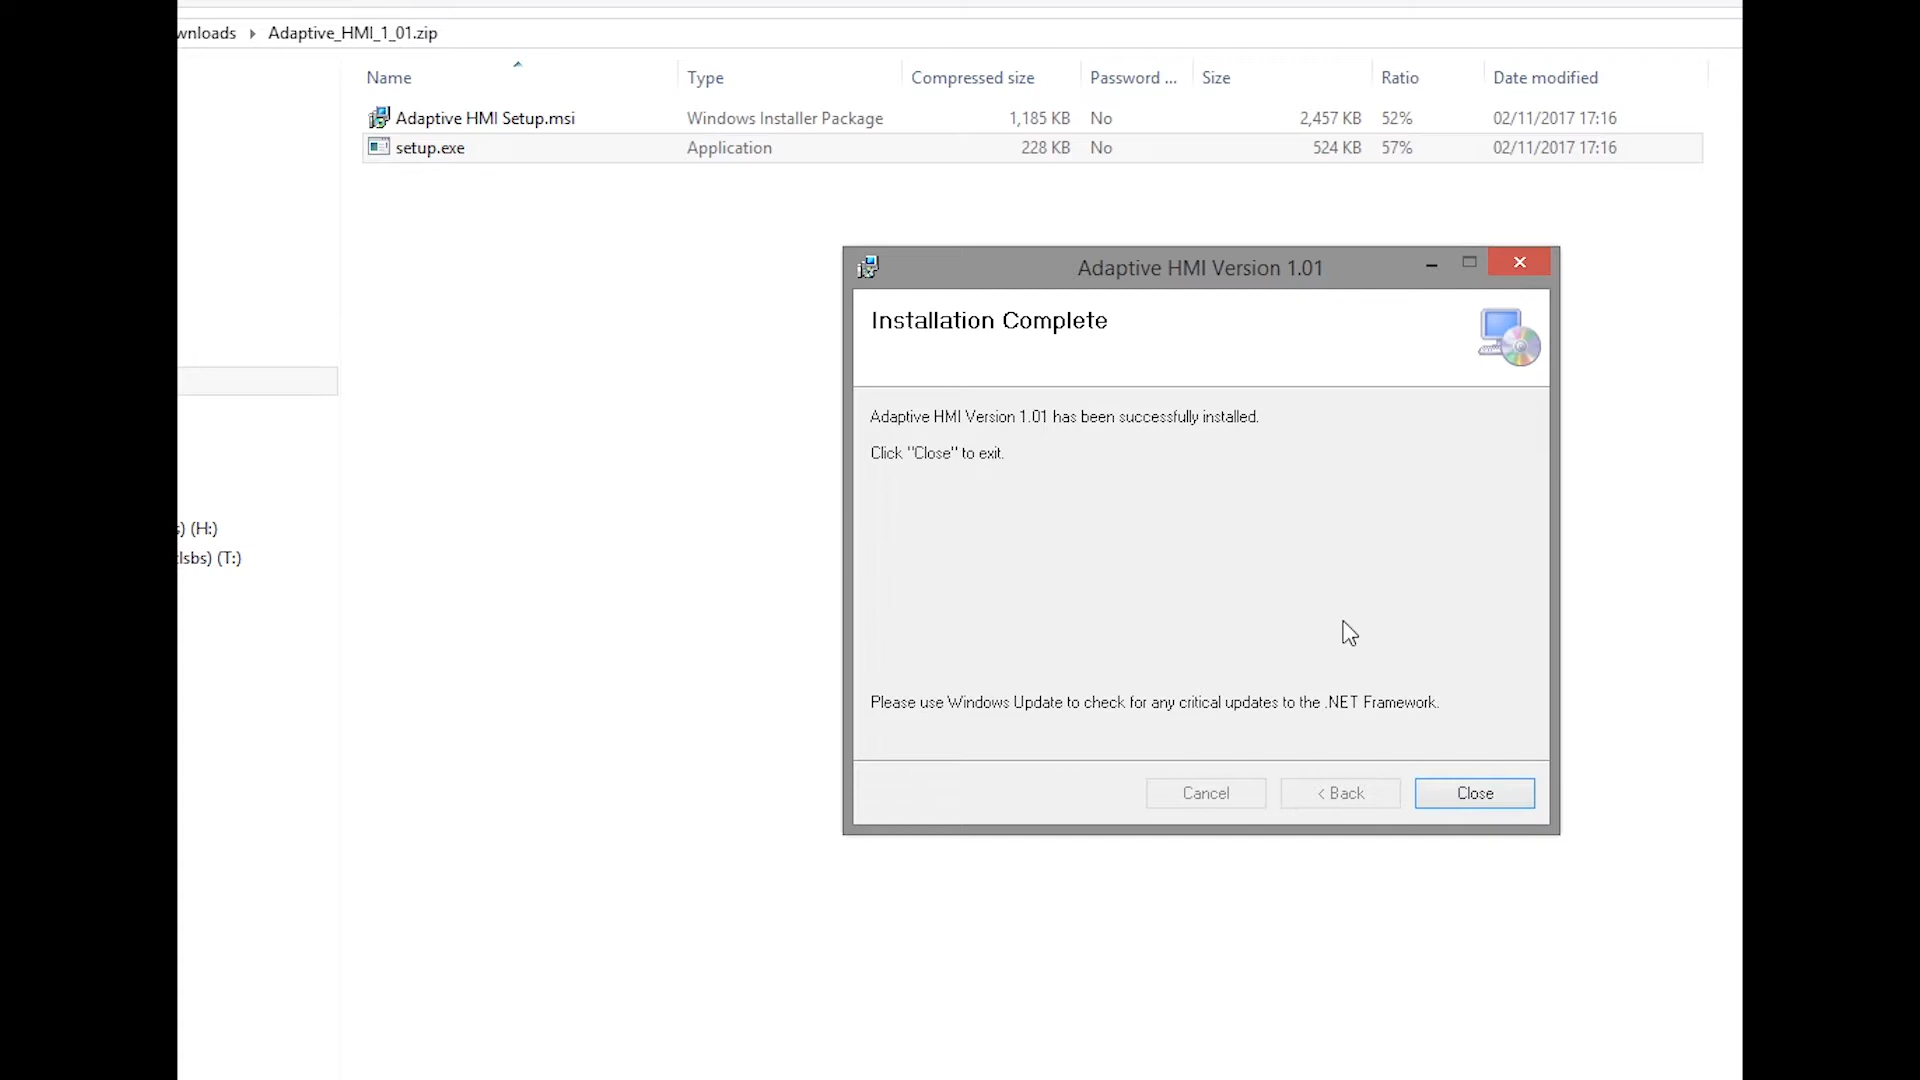 wnloads Adaptive_HMI_1_01.zip
Name Type Compressed size Password ... Size Ratio Date modified
Adaptive HMI Setup.msi Windows Installer Package 1,185 KB No 2,457 KB 52% 02/11/2017 17:16
setup.exe Application 228 KB No 524 KB 57% 02/11/2017 17:16
Adaptive HMI Version 1.01
Installation Complete
Adaptive HMI Version 1.01 has been successfully installed.
Click "Close" to exit.
) (H:)
lsbs) (T:)
Please use Windows Update to check for any critical updates to the .NET Framework.
Cancel < Back Close